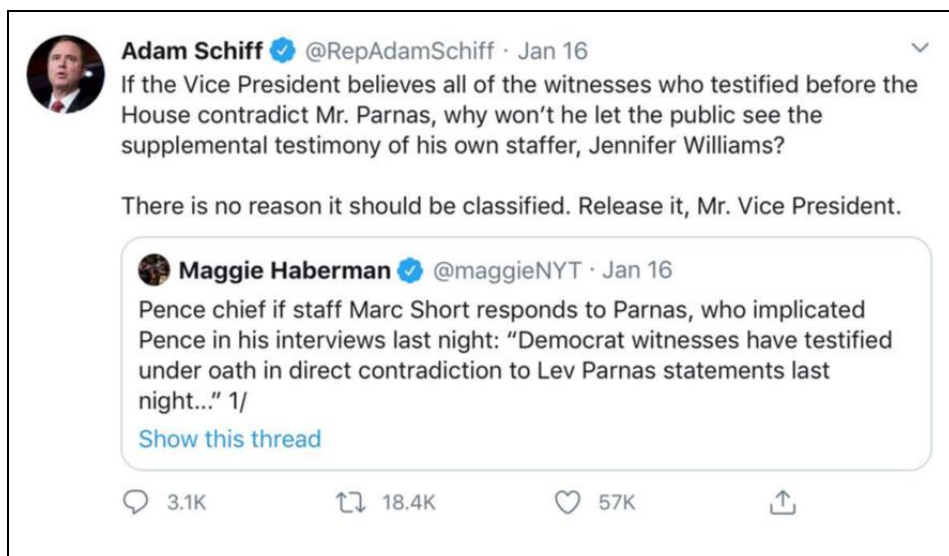 Adam Schiff @RepAdamSchiff · Jan 16
If the Vice President believes all of the witnesses who testified before the
House contradict Mr. Parnas, why won’t he let the public see the
supplemental testimony of his own staffer, Jennifer Williams?
There is no reason it should be classified. Release it, Mr. Vice President.
Maggie Haberman @maggieNYT · Jan 16
Pence chief if staff Marc Short responds to Parnas, who implicated
Pence in his interviews last night: “Democrat witnesses have testified
under oath in direct contradiction to Lev Parnas statements last
night...” 1/
Show this thread
3.1K 18.4K 57K